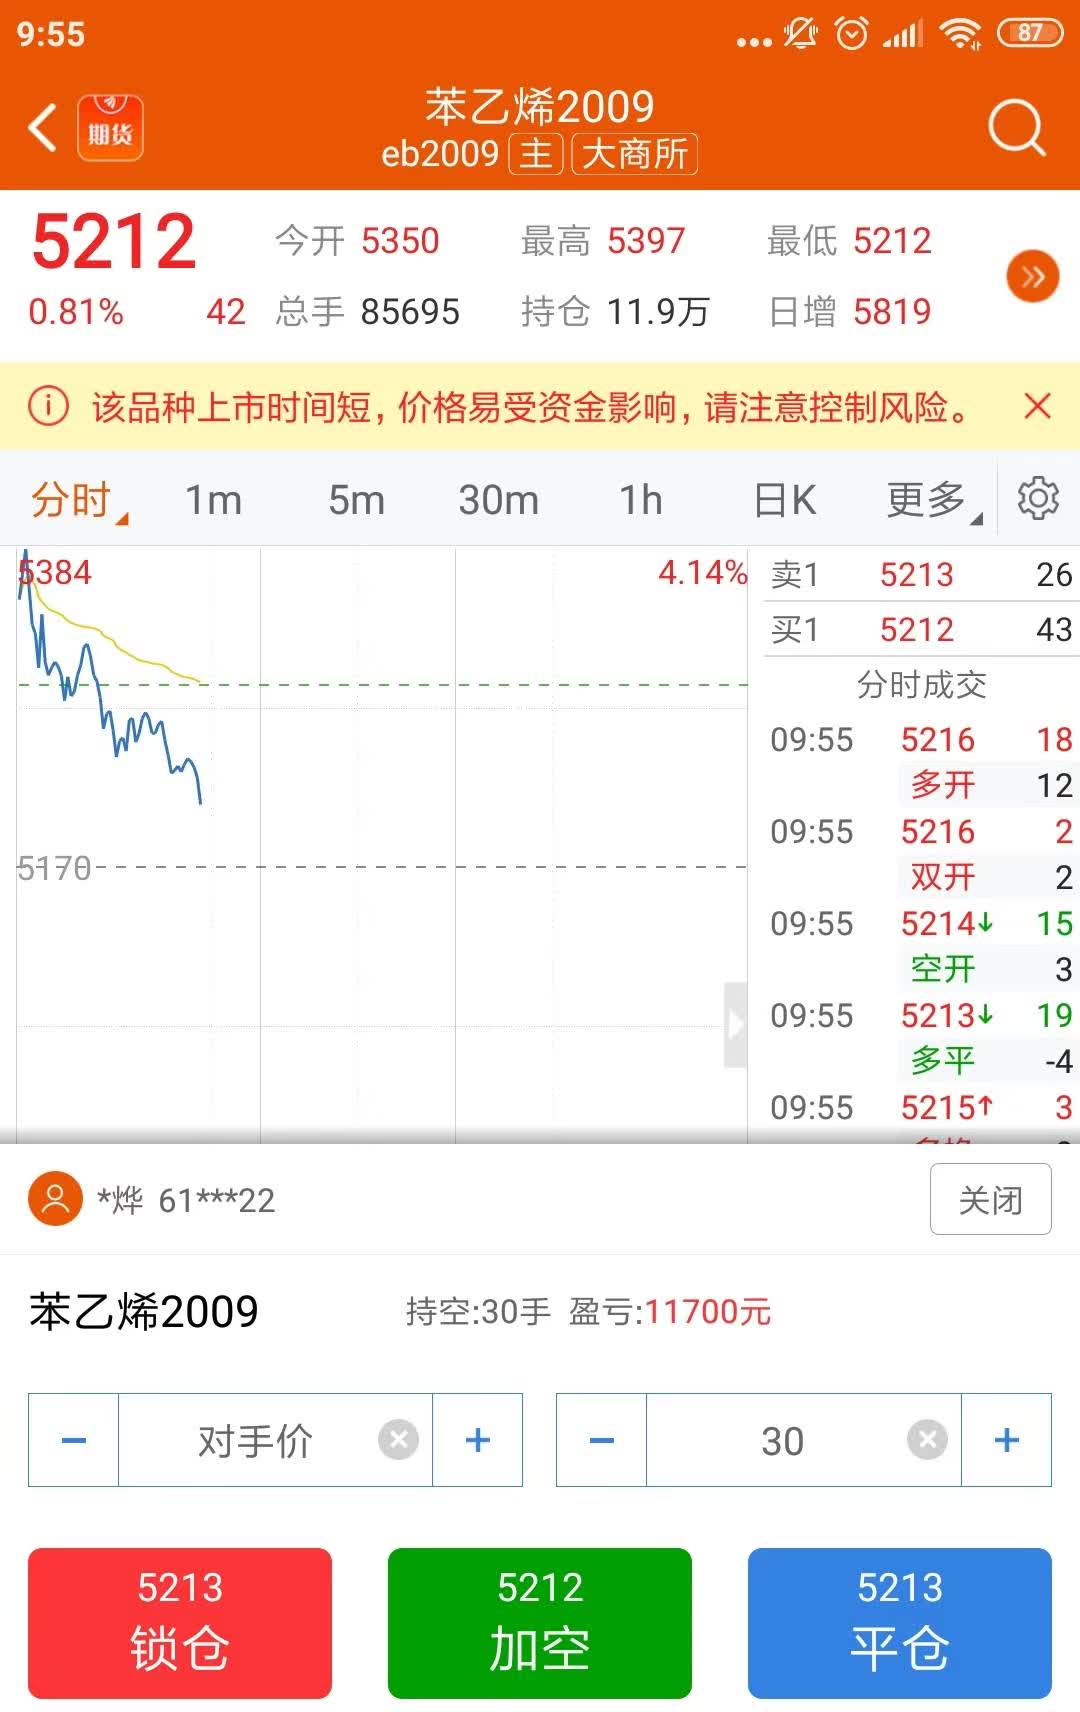 9:55
87
期货
苯乙烯2009
eb2009 主 大商所
5212 今开 5350 最高 5397 最低 5212
0.81% 42 总手 85695 持仓 11.9万 日增 5819
该品种上市时间短，价格易受资金影响，请注意控制风险。
分时 1m 5m 30m 1h 日K 更多
5384 4.14%
5170
卖1 5213 26
买1 5212 43
分时成交
09:55 5216 18
多开 12
09:55 5216 2
双开 2
09:55 5214↓ 15
空开 3
09:55 5213↓ 19
多平 -4
09:55 5215↑ 3
*烨 61***22 关闭
苯乙烯2009 持空:30手 盈亏:11700元
− 对手价 + − 30 +
5213 5212 5213
锁仓 加空 平仓